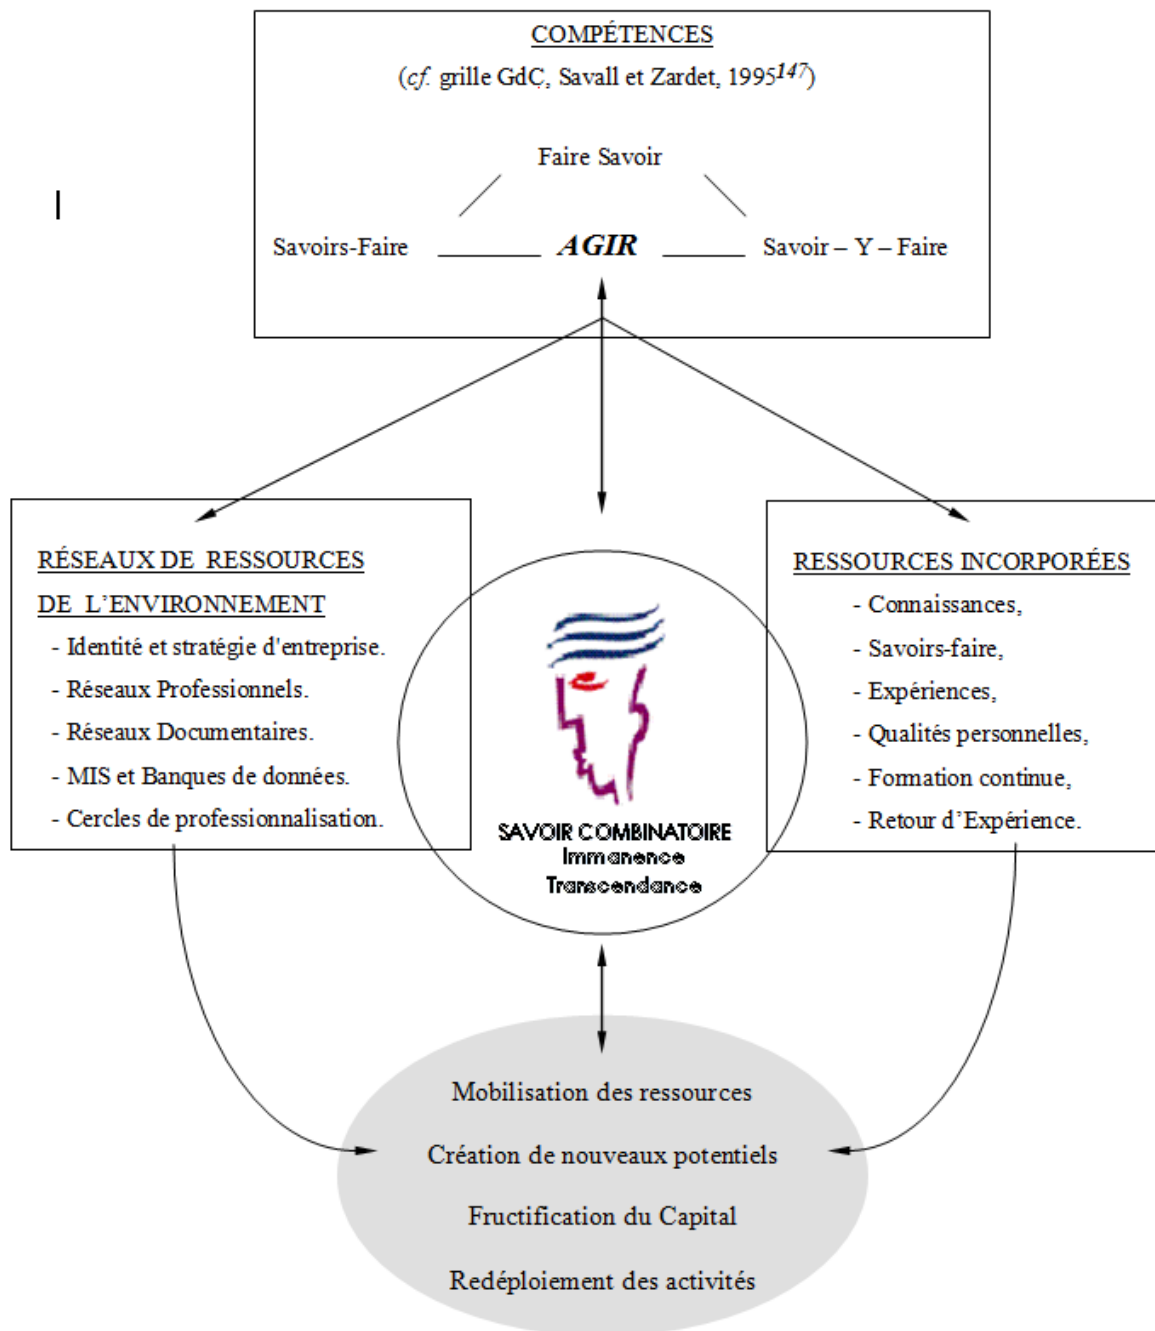 COMPÉTENCES
(cf. grille GdC, Savall et Zardet, 1995147)
Faire Savoir
Savoirs-Faire
AGIR
Savoir – Y – Faire
RÉSEAUX DE RESSOURCES
DE L'ENVIRONNEMENT
- Identité et stratégie d'entreprise.
- Réseaux Professionnels.
- Réseaux Documentaires.
- MIS et Banques de données.
- Cercles de professionnalisation.
SAVOIR COMBINATOIRE
Immanence
Transcendance
RESSOURCES INCORPORÉES
- Connaissances,
- Savoirs-faire,
- Expériences,
- Qualités personnelles,
- Formation continue,
- Retour d'Expérience.
Mobilisation des ressources
Création de nouveaux potentiels
Fructification du Capital
Redéploiement des activités